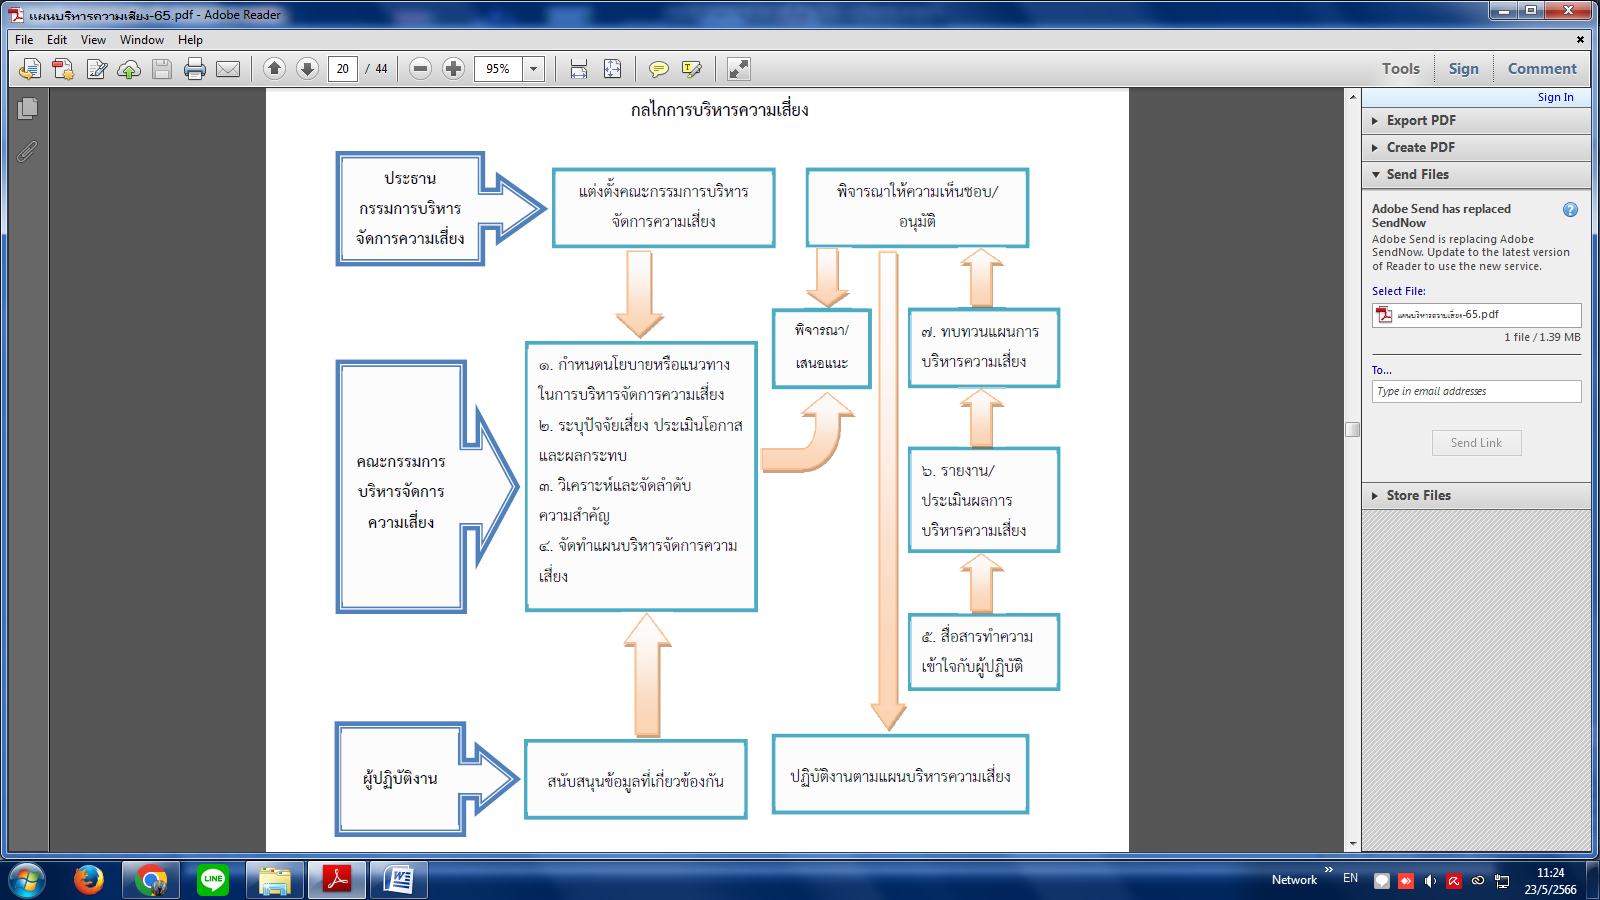 แผนบริหารความเสี่ยง-65.pdf - Adobe Reader
File Edit View Window Help
20 / 44 95% Tools Sign Comment
Sign In
Export PDF
Create PDF
Send Files
Adobe Send has replaced
SendNow
Adobe Send is replacing Adobe
SendNow. Update to the latest version
of Reader to use the new service.
Select File:
แผนบริหารความเสี่ยง-65.pdf
1 file / 1.39 MB
To...
Type in email addresses
Send Link
Store Files
กลไกการบริหารความเสี่ยง
ประธาน
กรรมการบริหาร
จัดการความเสี่ยง
แต่งตั้งคณะกรรมการบริหาร
จัดการความเสี่ยง
พิจารณาให้ความเห็นชอบ/
อนุมัติ
พิจารณา/
เสนอแนะ
๗. ทบทวนแผนการ
บริหารความเสี่ยง
คณะกรรมการ
บริหารจัดการ
ความเสี่ยง
๑. กำหนดนโยบายหรือแนวทาง
ในการบริหารจัดการความเสี่ยง
๒. ระบุปัจจัยเสี่ยง ประเมินโอกาส
และผลกระทบ
๓. วิเคราะห์และจัดลำดับ
ความสำคัญ
๔. จัดทำแผนบริหารจัดการความ
เสี่ยง
๖. รายงาน/
ประเมินผลการ
บริหารความเสี่ยง
๕. สื่อสารทำความ
เข้าใจกับผู้ปฏิบัติ
ผู้ปฏิบัติงาน
สนับสนุนข้อมูลที่เกี่ยวข้องกัน
ปฏิบัติงานตามแผนบริหารความเสี่ยง
LINE
Network » EN 11:24
23/5/2566